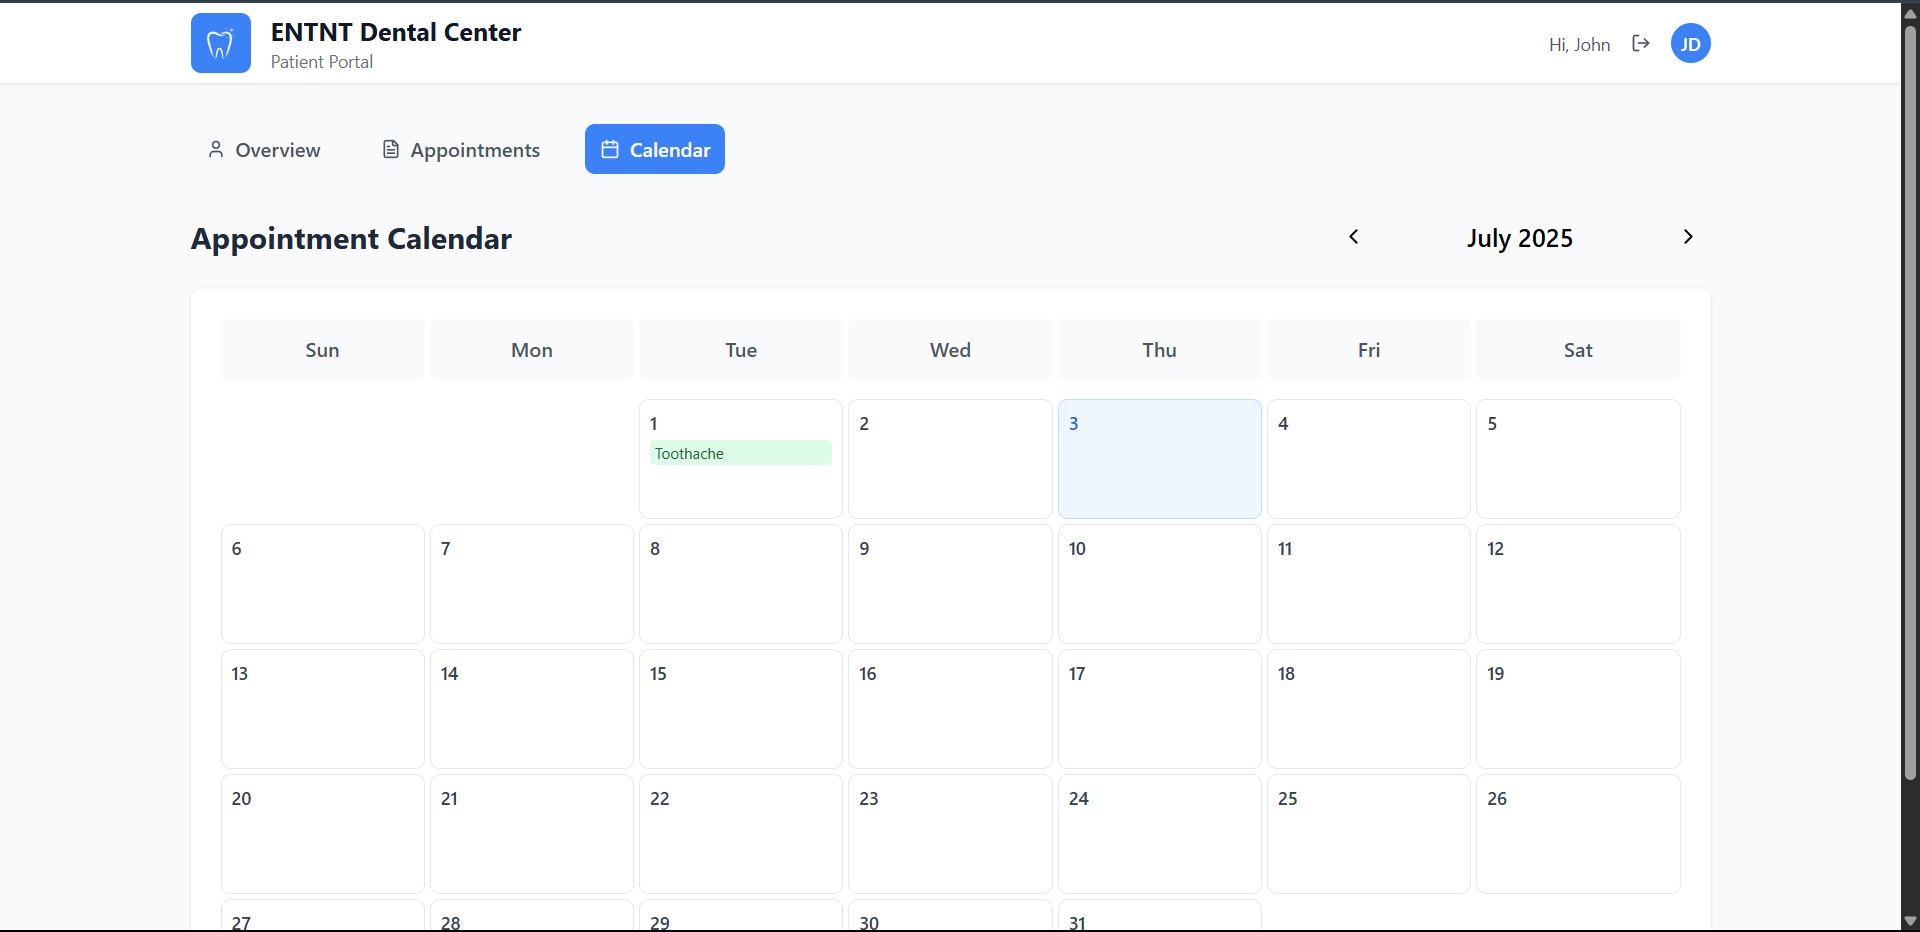 ENTNT Dental Center
Patient Portal
Hi, John
JD
Overview Appointments Calendar
Appointment Calendar
July 2025
Sun Mon Tue Wed Thu Fri Sat
1 2 3 4 5
Toothache
6 7 8 9 10 11 12
13 14 15 16 17 18 19
20 21 22 23 24 25 26
27 28 29 30 31